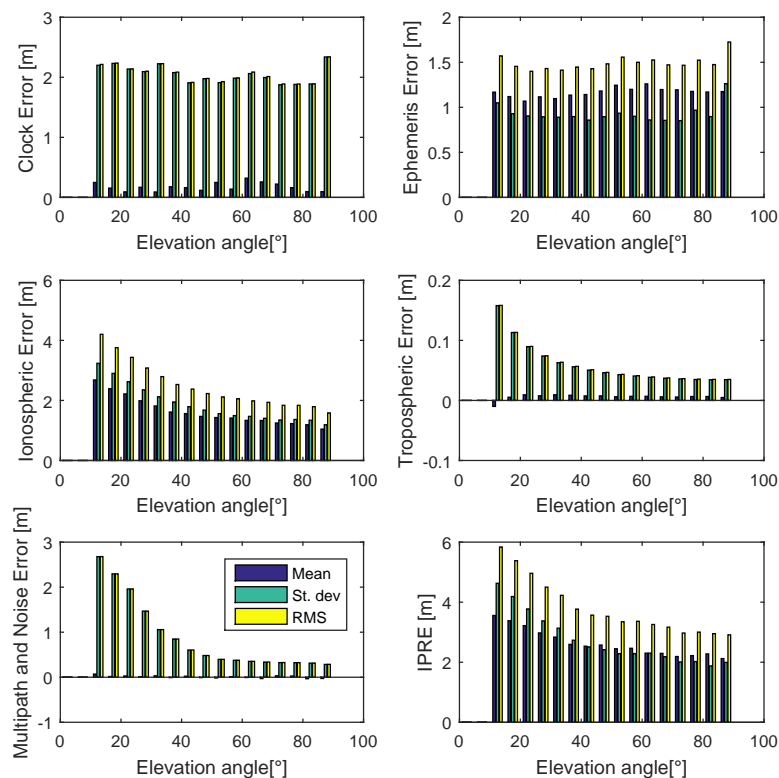 3
2
1
0
Clock Error [m]
0 20 40 60 80 100
Elevation angle[°]
2
1.5
1
0.5
0
Ephemeris Error [m]
0 20 40 60 80 100
Elevation angle[°]
6
4
2
0
Ionospheric Error [m]
0 20 40 60 80 100
Elevation angle[°]
0.2
0.1
0
-0.1
Tropospheric Error [m]
0 20 40 60 80 100
Elevation angle[°]
3
2
1
0
-1
Multipath and Noise Error [m]
Mean
St. dev
RMS
0 20 40 60 80 100
Elevation angle[°]
6
4
2
0
IPRE [m]
0 20 40 60 80 100
Elevation angle[°]